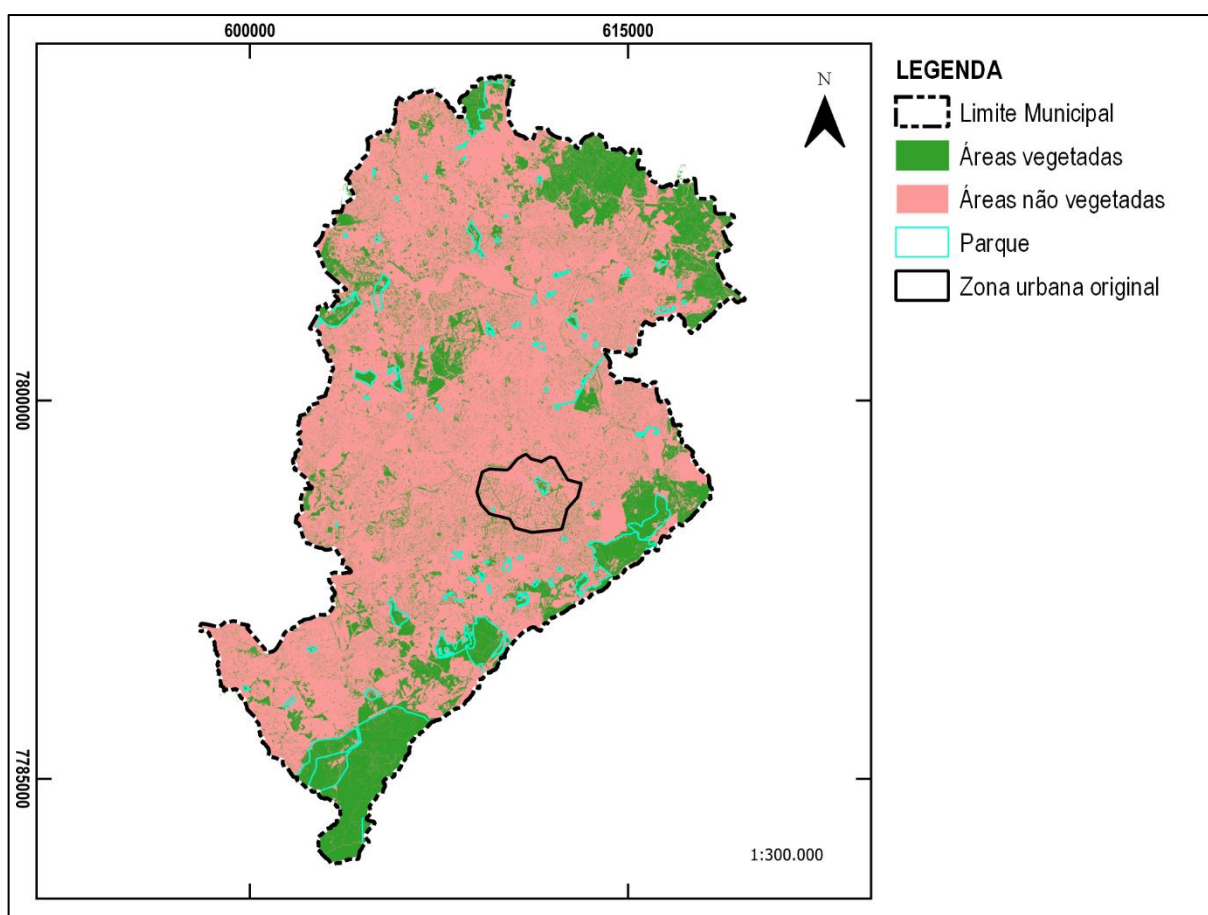 600000
615000
N
7800000
7785000
1:300.000
LEGENDA
Limite Municipal
Áreas vegetadas
Áreas não vegetadas
Parque
Zona urbana original